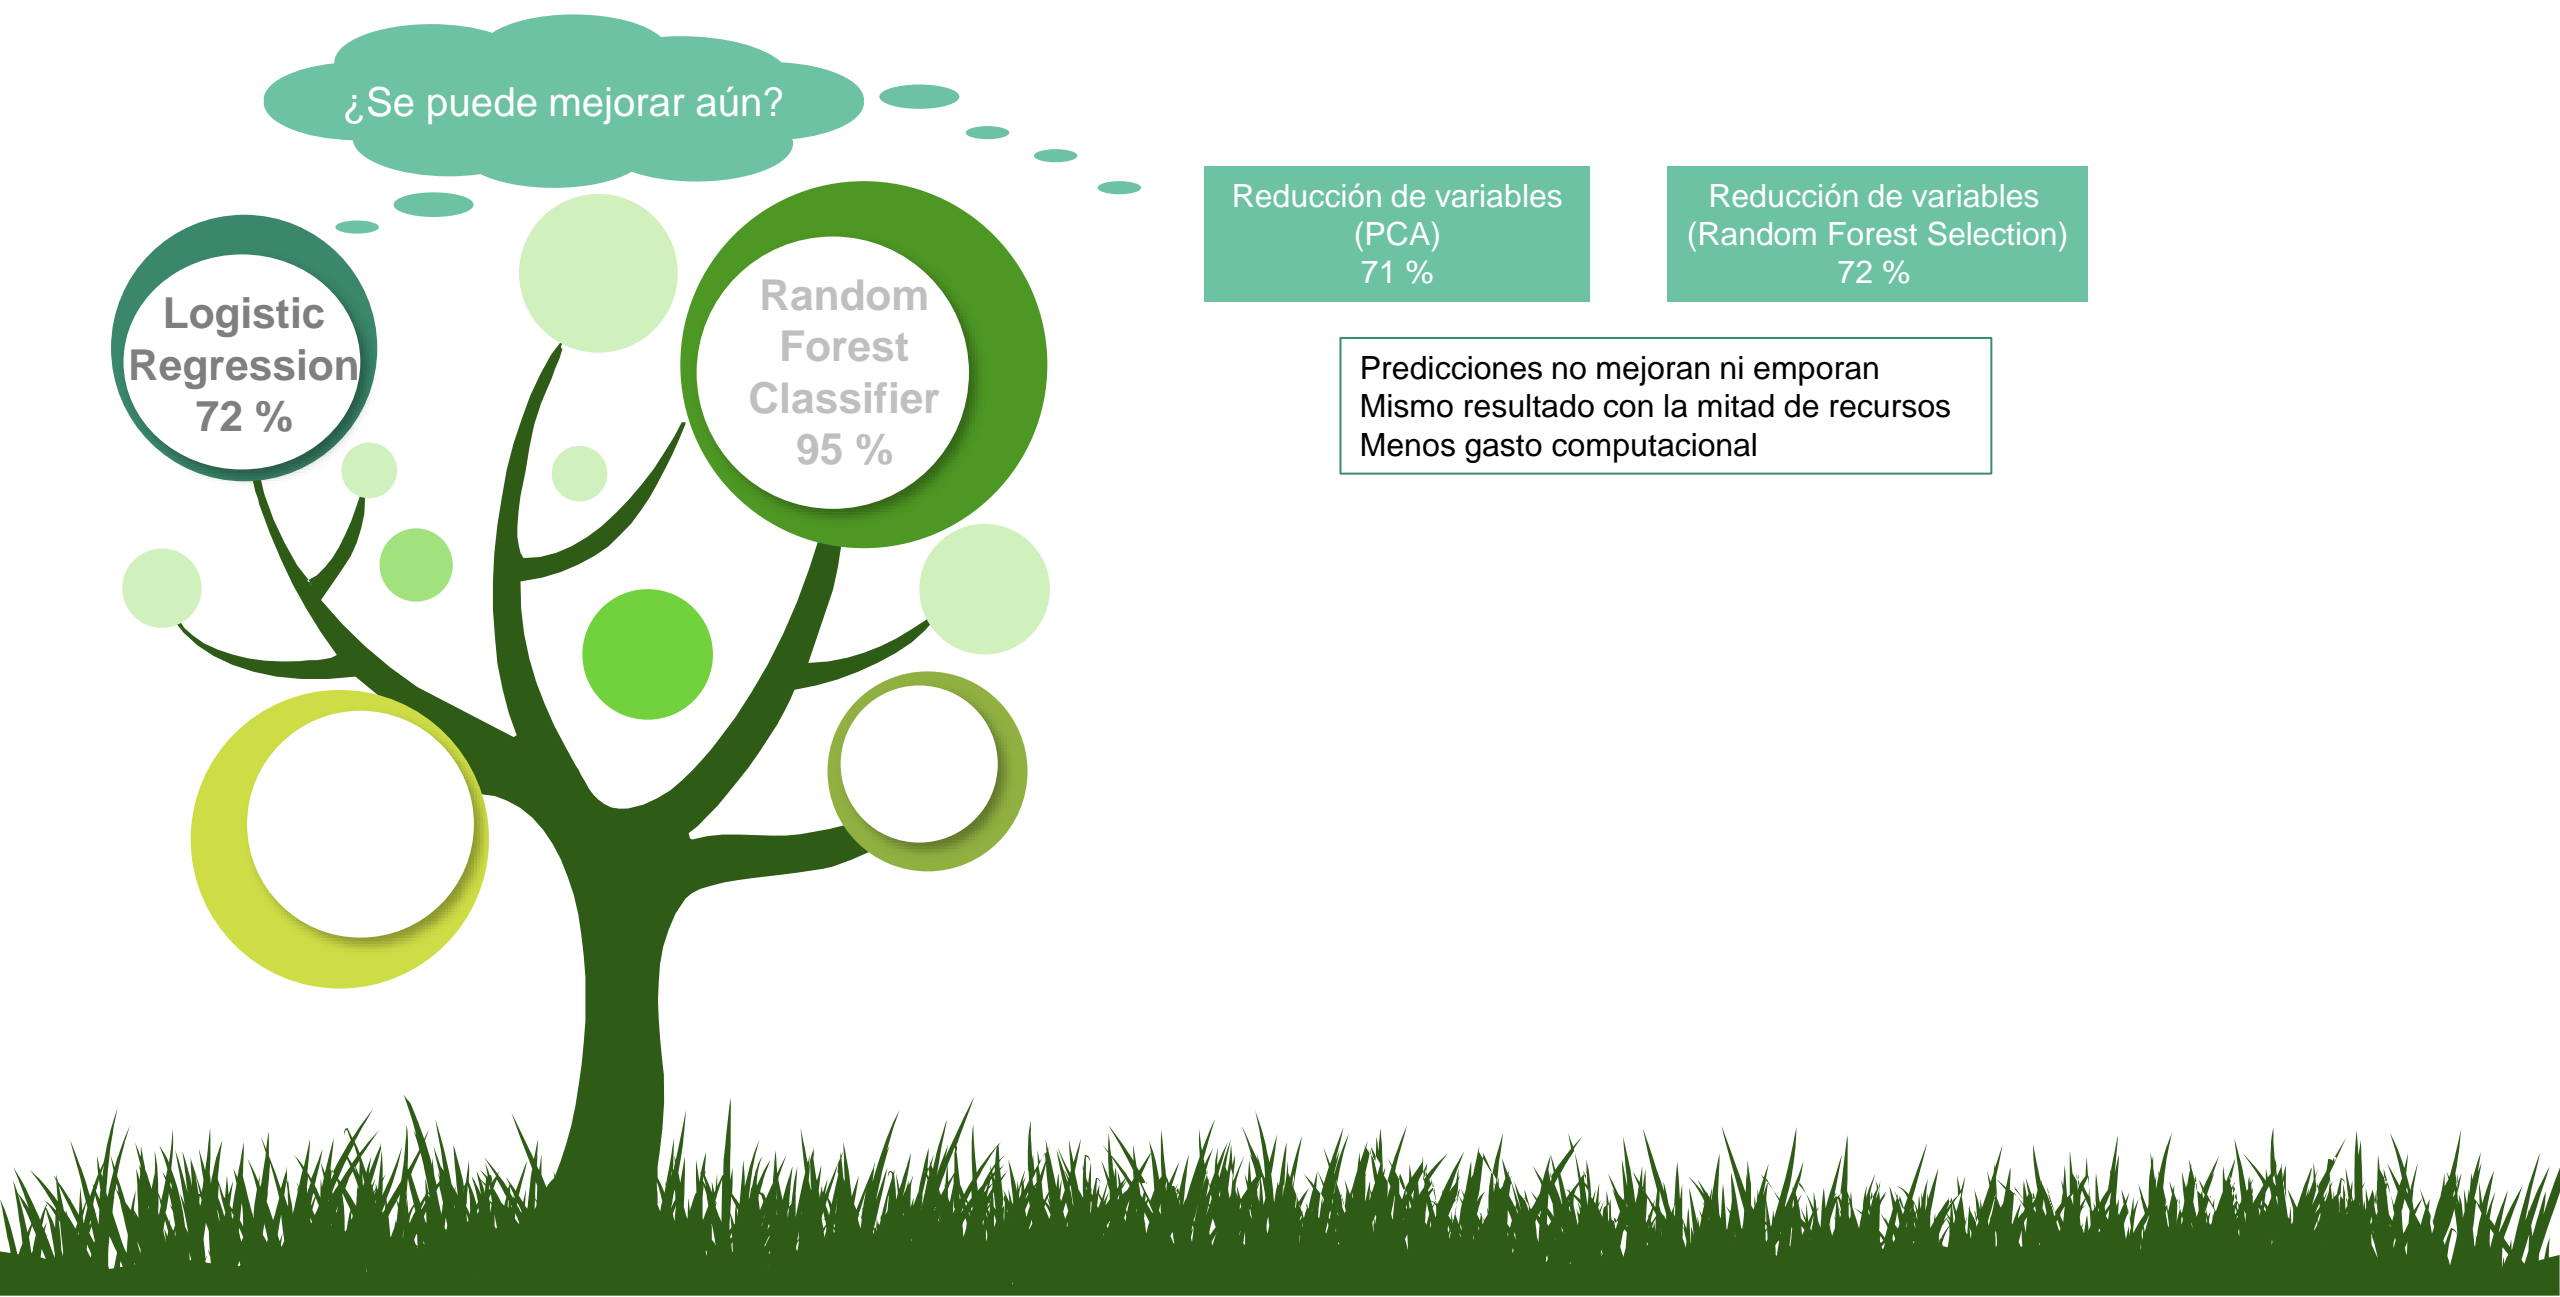 ¿Se puede mejorar aún?
Logistic
Regression
72 %
Random
Forest
Classifier
95 %
Reducción de variables
(PCA)
71 %
Reducción de variables
(Random Forest Selection)
72 %
Predicciones no mejoran ni emporan
Mismo resultado con la mitad de recursos
Menos gasto computacional